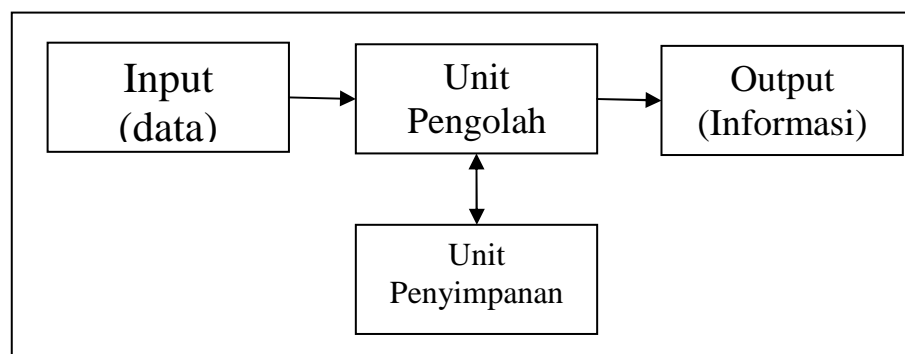 Input
(data)
Unit
Pengolah
Output
(Informasi)
Unit
Penyimpanan